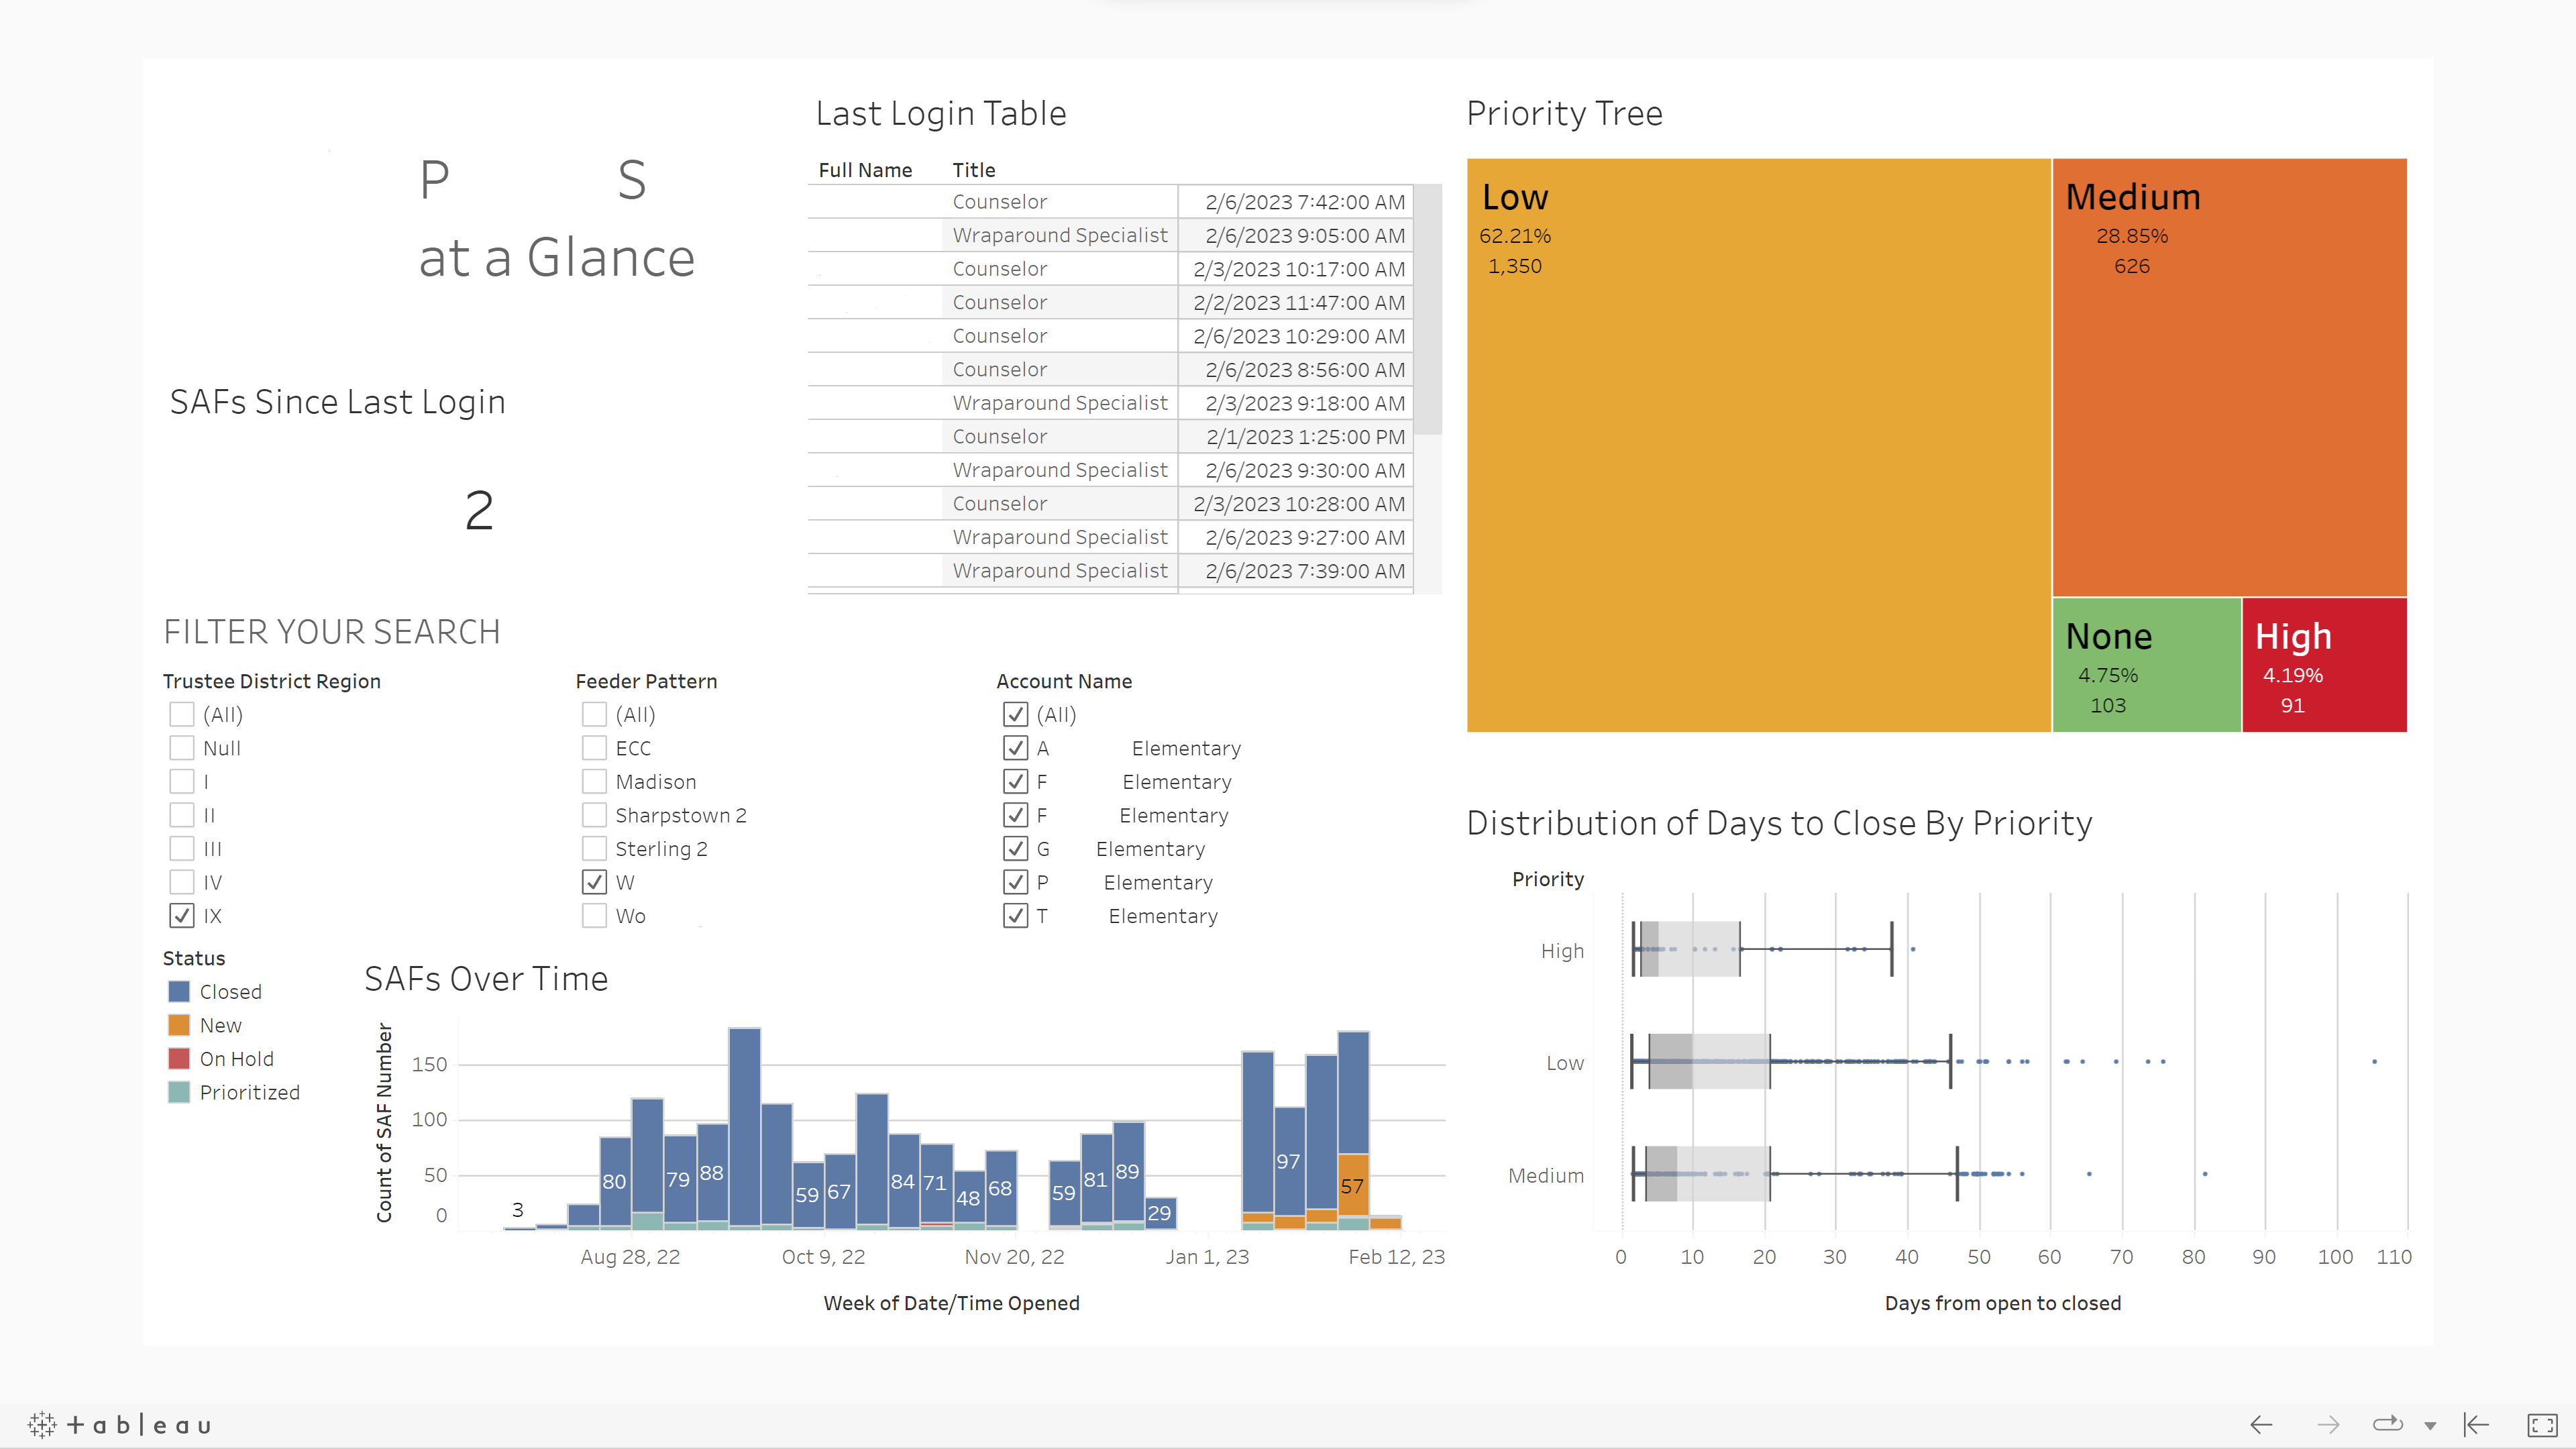 P S
at a Glance
SAFs Since Last Login
2
Last Login Table
Full Name Title
Counselor 2/6/2023 7:42:00 AM
Wraparound Specialist 2/6/2023 9:05:00 AM
Counselor 2/3/2023 10:17:00 AM
Counselor 2/2/2023 11:47:00 AM
Counselor 2/6/2023 10:29:00 AM
Counselor 2/6/2023 8:56:00 AM
Wraparound Specialist 2/3/2023 9:18:00 AM
Counselor 2/1/2023 1:25:00 PM
Wraparound Specialist 2/6/2023 9:30:00 AM
Counselor 2/3/2023 10:28:00 AM
Wraparound Specialist 2/6/2023 9:27:00 AM
Wraparound Specialist 2/6/2023 7:39:00 AM
Priority Tree
Low
62.21%
1,350
Medium
28.85%
626
None
4.75%
103
High
4.19%
91
FILTER YOUR SEARCH
Trustee District Region
(All)
Null
I
II
III
IV
IX
Feeder Pattern
(All)
ECC
Madison
Sharpstown 2
Sterling 2
W
Wo
Account Name
(All)
A Elementary
F Elementary
F Elementary
G Elementary
P Elementary
T Elementary
Status
Closed
New
On Hold
Prioritized
SAFs Over Time
Count of SAF Number
150
100
50
0
3 80 79 88 59 67 84 71 48 68 59 81 89 29 97 57
Aug 28, 22 Oct 9, 22 Nov 20, 22 Jan 1, 23 Feb 12, 23
Week of Date/Time Opened
Distribution of Days to Close By Priority
Priority
High
Low
Medium
0 10 20 30 40 50 60 70 80 90 100 110
Days from open to closed
+ableau